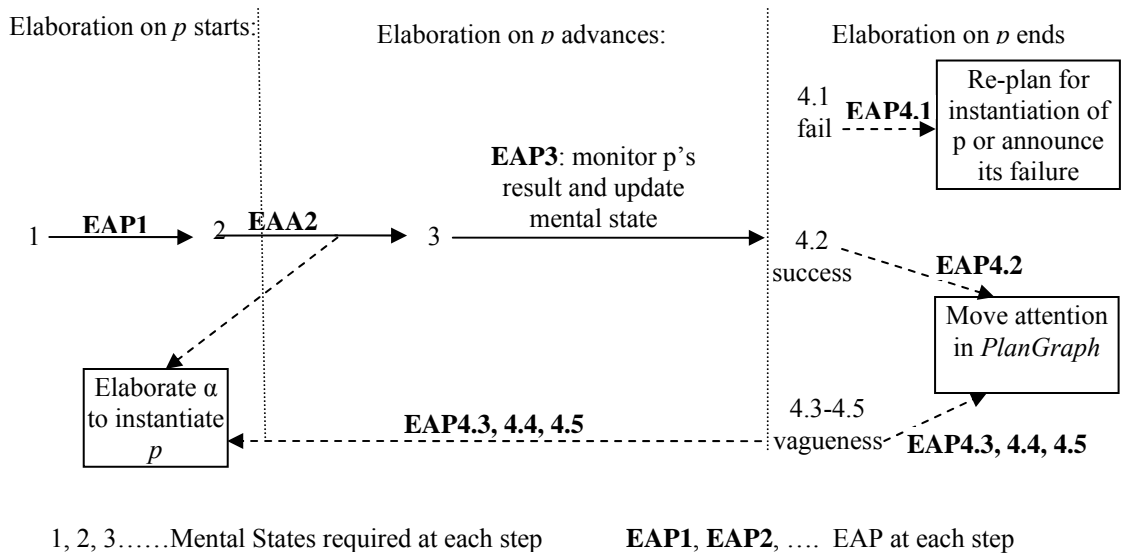 Elaboration on p starts:
Elaboration on p advances:
Elaboration on p ends
4.1
fail
EAP4.1
Re-plan for
instantiation of
p or announce
its failure
EAP3: monitor p's
result and update
mental state
1
EAP1
2
EAA2
3
4.2
success
EAP4.2
Move attention
in PlanGraph
Elaborate α
to instantiate
p
EAP4.3, 4.4, 4.5
4.3-4.5
vagueness
EAP4.3, 4.4, 4.5
1, 2, 3……Mental States required at each step
EAP1, EAP2, …. EAP at each step